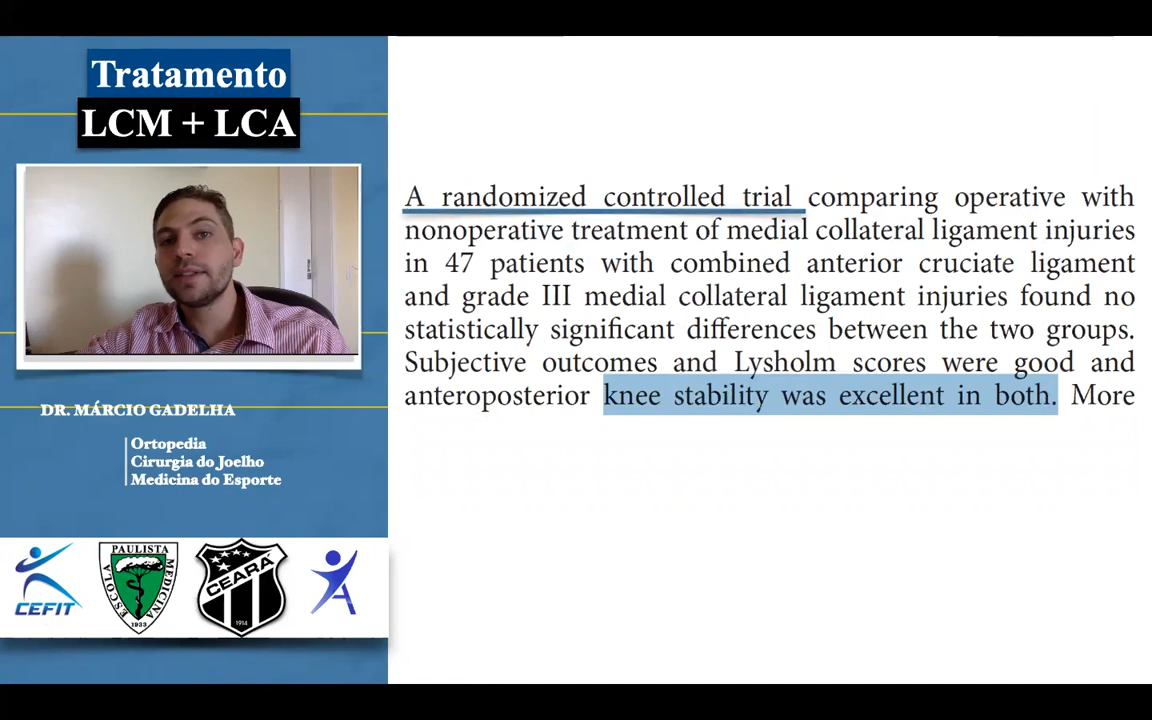 Tratamento
LCM + LCA
DR. MÁRCIO GADELHA
Ortopedia
Cirurgia do Joelho
Medicina do Esporte
CEFIT
PAULISTA
ESCOLA
MEDICINA
1933
CEARÁ
1914
A randomized controlled trial comparing operative with
nonoperative treatment of medial collateral ligament injuries
in 47 patients with combined anterior cruciate ligament
and grade III medial collateral ligament injuries found no
statistically significant differences between the two groups.
Subjective outcomes and Lysholm scores were good and
anteroposterior knee stability was excellent in both. More